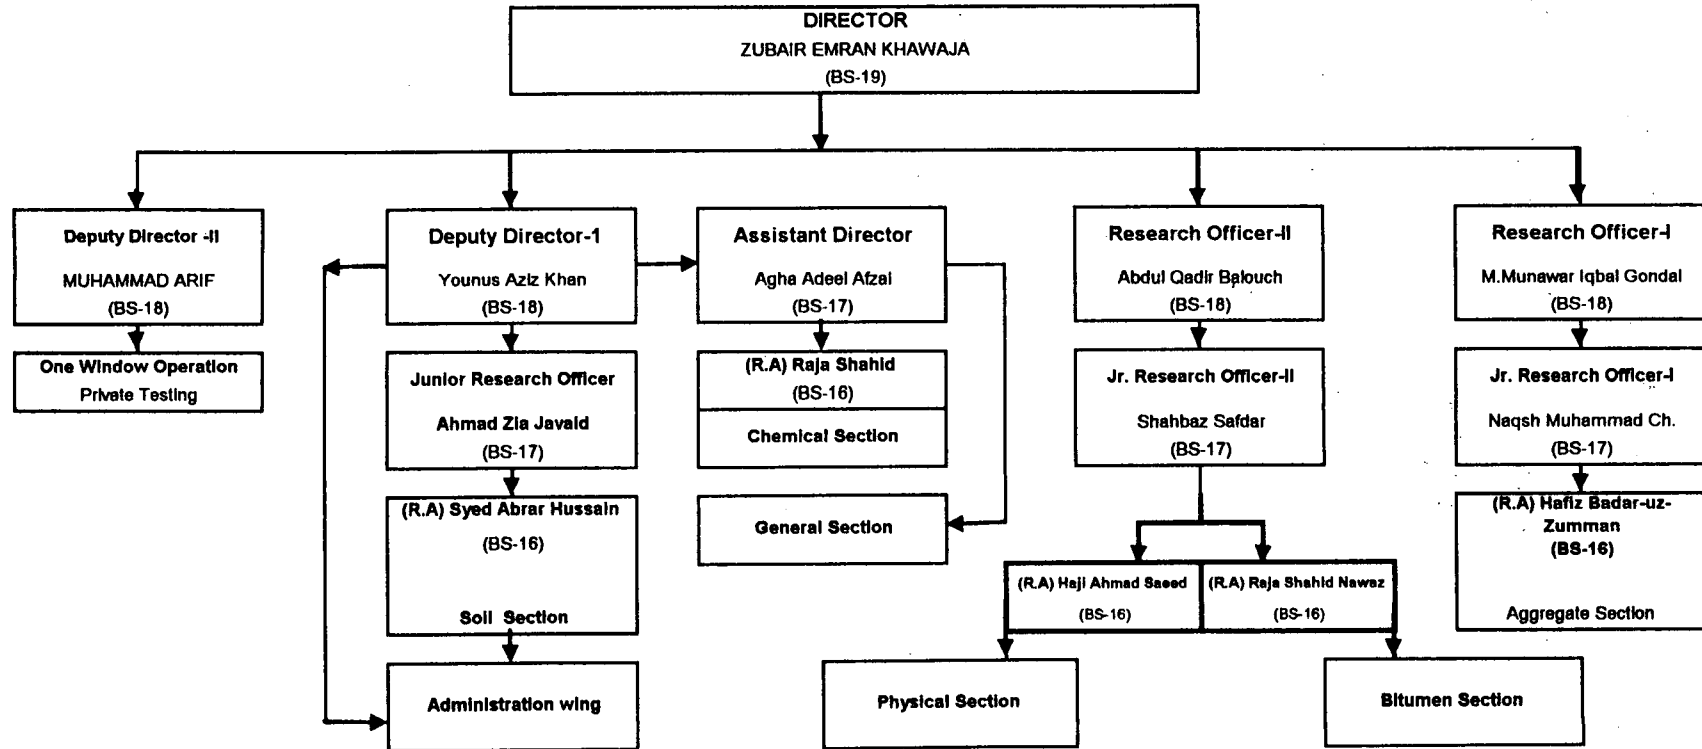 DIRECTOR
ZUBAIR EMRAN KHAWAJA
(BS-19)
Deputy Director -II
MUHAMMAD ARIF
(BS-18)
One Window Operation
Private Testing
Deputy Director-1
Younus Aziz Khan
(BS-18)
Junior Research Officer
Ahmad Zia Javaid
(BS-17)
(R.A) Syed Abrar Hussain
(BS-16)
Soil Section
Administration wing
Assistant Director
Agha Adeel Afzal
(BS-17)
(R.A) Raja Shahid
(BS-16)
Chemical Section
General Section
Research Officer-II
Abdul Qadir Balouch
(BS-18)
Jr. Research Officer-II
Shahbaz Safdar
(BS-17)
(R.A) Haji Ahmad Saeed
(BS-16)
(R.A) Raja Shahid Nawaz
(BS-16)
Physical Section
Bitumen Section
Research Officer-I
M.Munawar Iqbal Gondal
(BS-18)
Jr. Research Officer-I
Naqsh Muhammad Ch.
(BS-17)
(R.A) Hafiz Badar-uz-
Zumman
(BS-16)
Aggregate Section